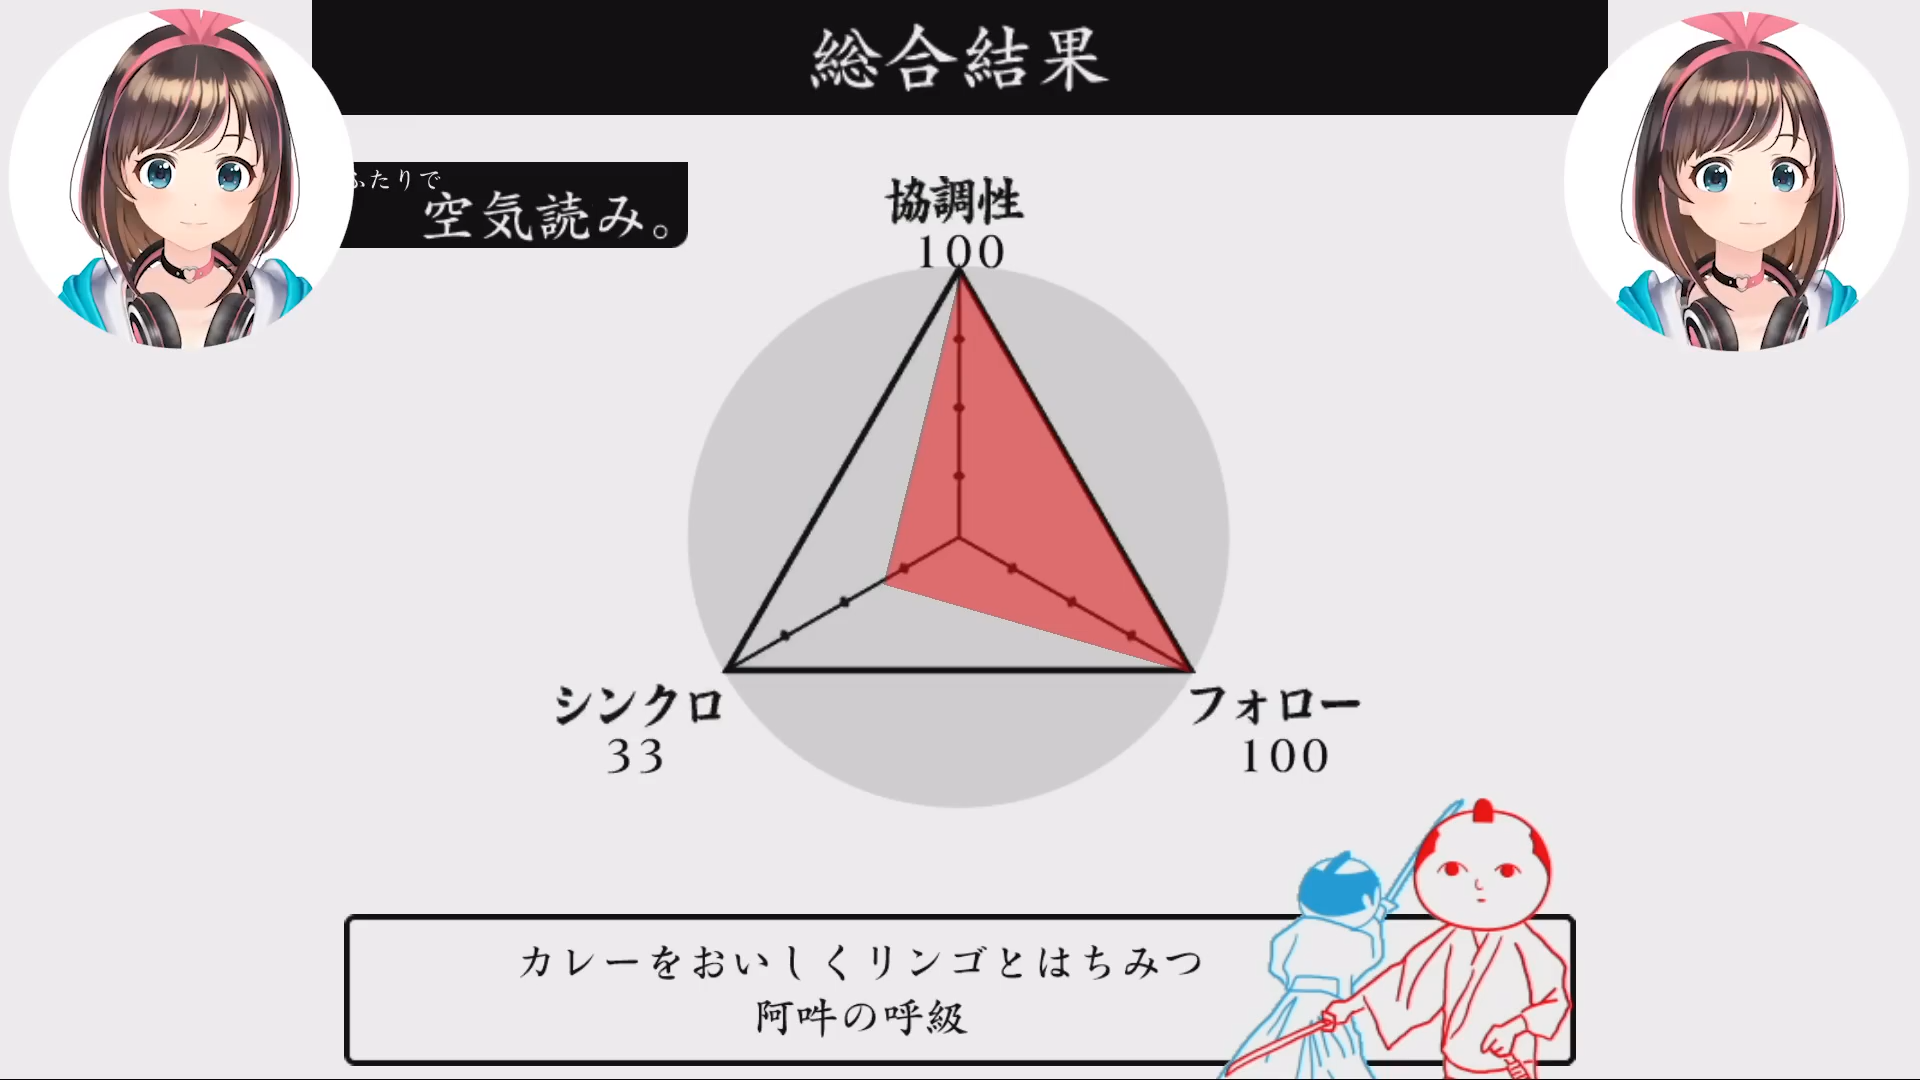 総合結果
ふたりで
空気読み。
協調性
100
シンクロ
33
フォロー
100
カレーをおいしくリンゴとはちみつ
阿吽の呼級